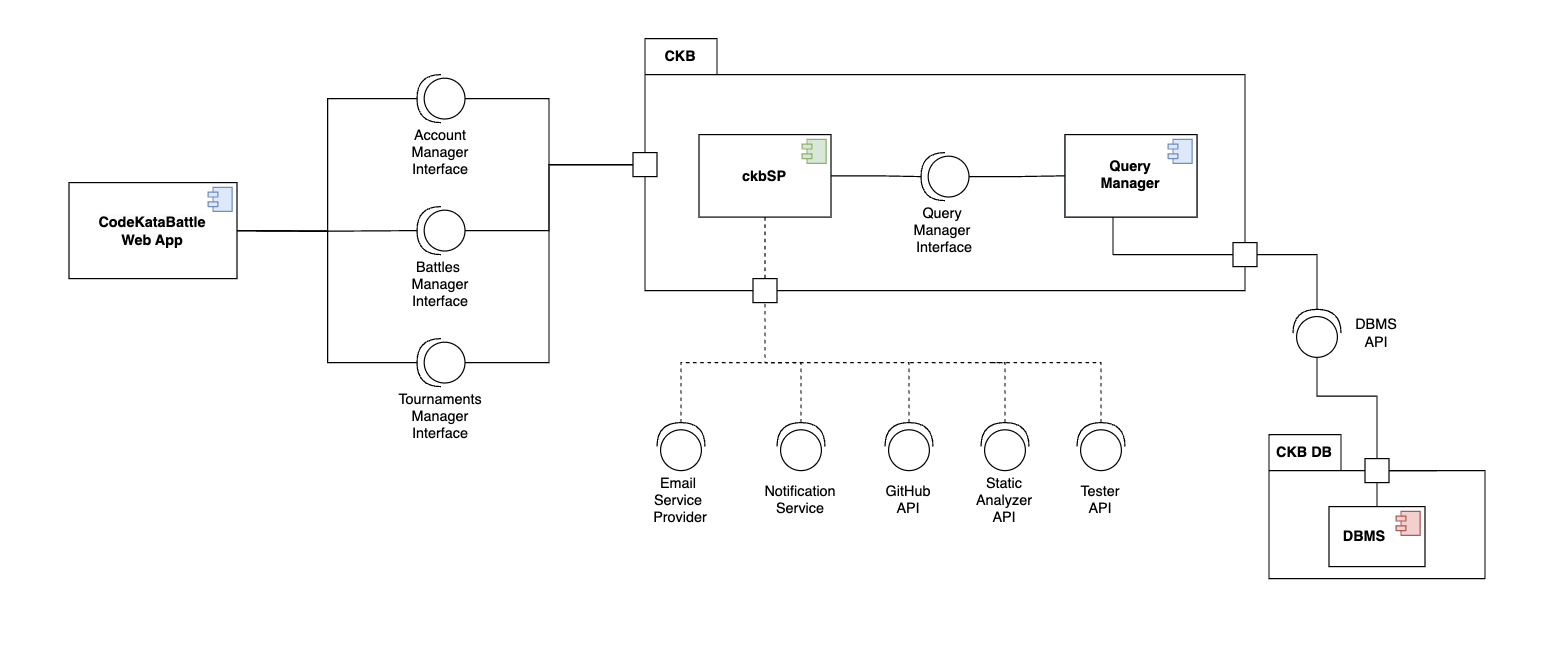 CKB
Account
Manager
Interface
CodeKataBattle
Web App
Battles
Manager
Interface
Tournaments
Manager
Interface
ckbSP
Query
Manager
Interface
Query
Manager
DBMS
API
Email
Service
Provider
Notification
Service
GitHub
API
Static
Analyzer
API
Tester
API
CKB DB
DBMS